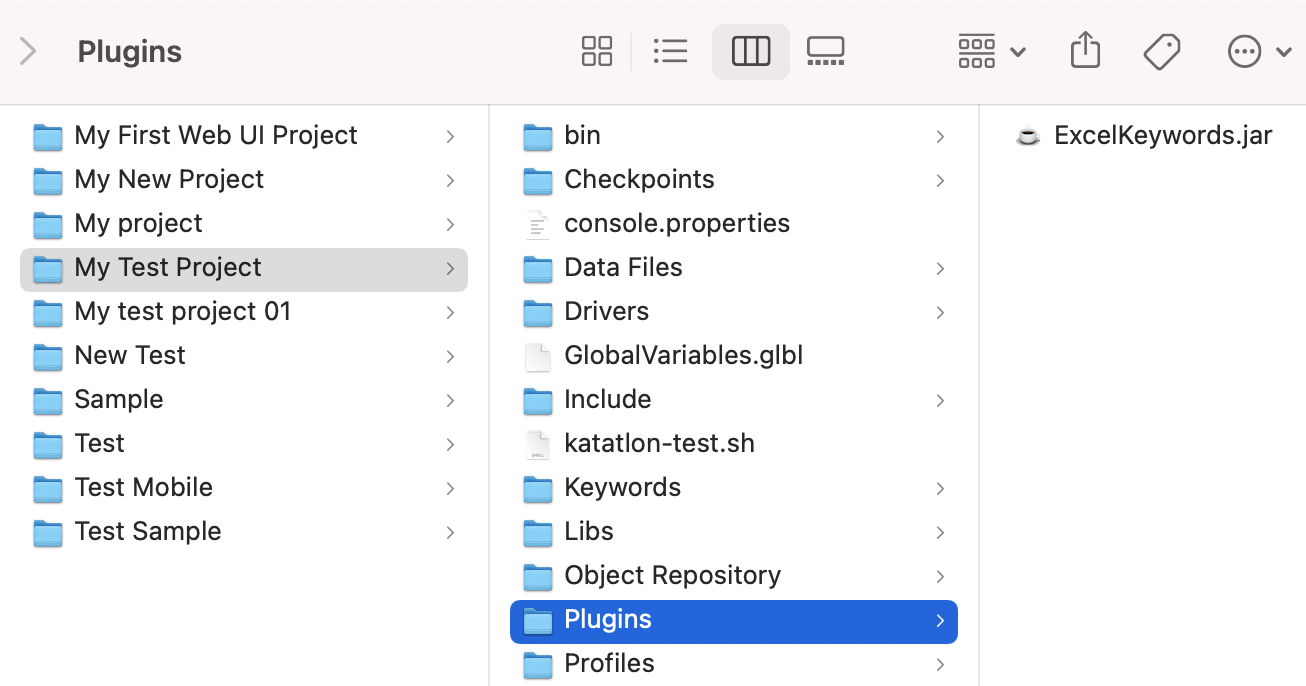 Plugins
My First Web UI Project
My New Project
My project
My Test Project
My test project 01
New Test
Sample
Test
Test Mobile
Test Sample
bin
Checkpoints
console.properties
Data Files
Drivers
GlobalVariables.glbl
Include
katatlon-test.sh
Keywords
Libs
Object Repository
Plugins
Profiles
ExcelKeywords.jar